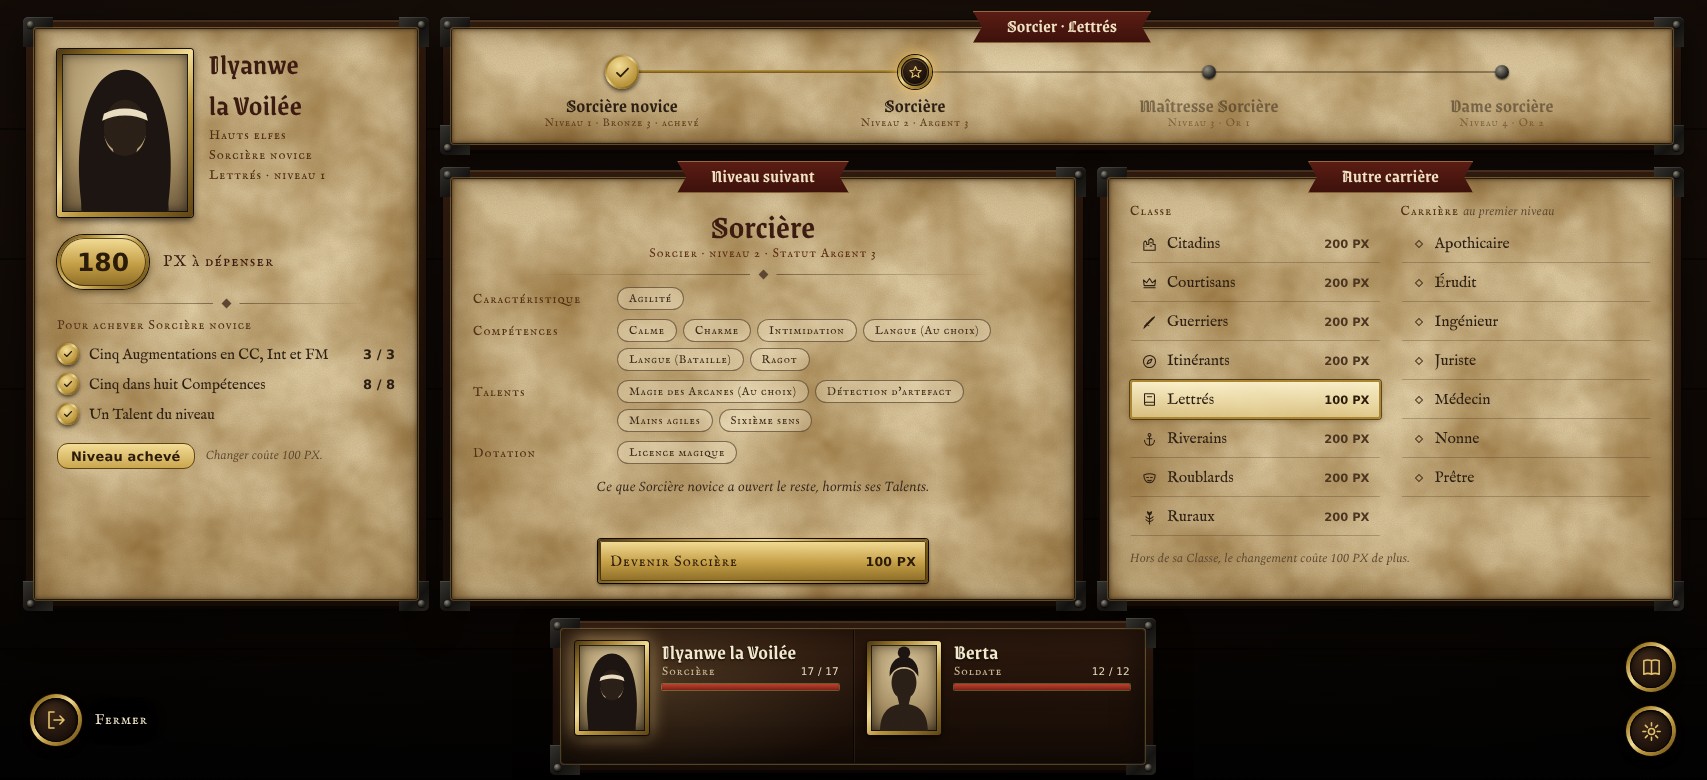 Ilyanwe
la Voilée
Hauts elfes
Sorcière novice
Lettrés · niveau 1
180 PX à dépenser
Pour achever Sorcière novice
Cinq Augmentations en CC, Int et FM 3 / 3
Cinq dans huit Compétences 8 / 8
Un Talent du niveau
Niveau achevé Changer coûte 100 PX.
Sorcier · Lettrés
Sorcière novice
Niveau 1 · Bronze 3 · achevé
Sorcière
Niveau 2 · Argent 3
Maîtresse Sorcière
Niveau 3 · Or 1
Dame sorcière
Niveau 4 · Or 2
Niveau suivant
Sorcière
Sorcier · niveau 2 · Statut Argent 3
Caractéristique Agilité
Compétences Calme Charme Intimidation Langue (Au choix)
Langue (Bataille) Ragot
Talents Magie des Arcanes (Au choix) Détection d'artefact
Mains agiles Sixième sens
Dotation Licence magique
Ce que Sorcière novice a ouvert le reste, hormis ses Talents.
Devenir Sorcière 100 PX
Autre carrière
Classe
Citadins 200 PX
Courtisans 200 PX
Guerriers 200 PX
Itinérants 200 PX
Lettrés 100 PX
Riverains 200 PX
Roublards 200 PX
Ruraux 200 PX
Carrière au premier niveau
Apothicaire
Érudit
Ingénieur
Juriste
Médecin
Nonne
Prêtre
Hors de sa Classe, le changement coûte 100 PX de plus.
Ilyanwe la Voilée
Sorcière 17 / 17
Berta
Soldate 12 / 12
Fermer